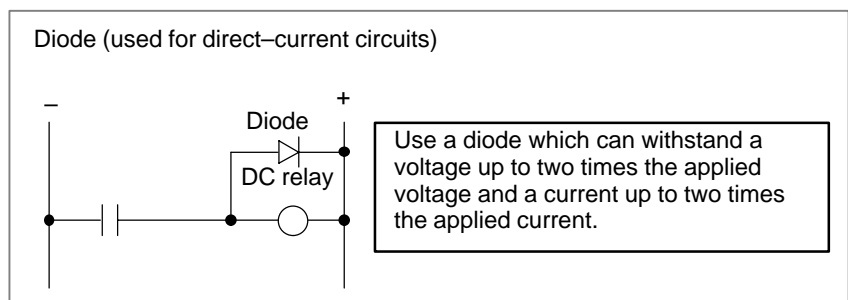 Diode (used for direct–current circuits)
–
+
Diode
DC relay
Use a diode which can withstand a
voltage up to two times the applied
voltage and a current up to two times
the applied current.